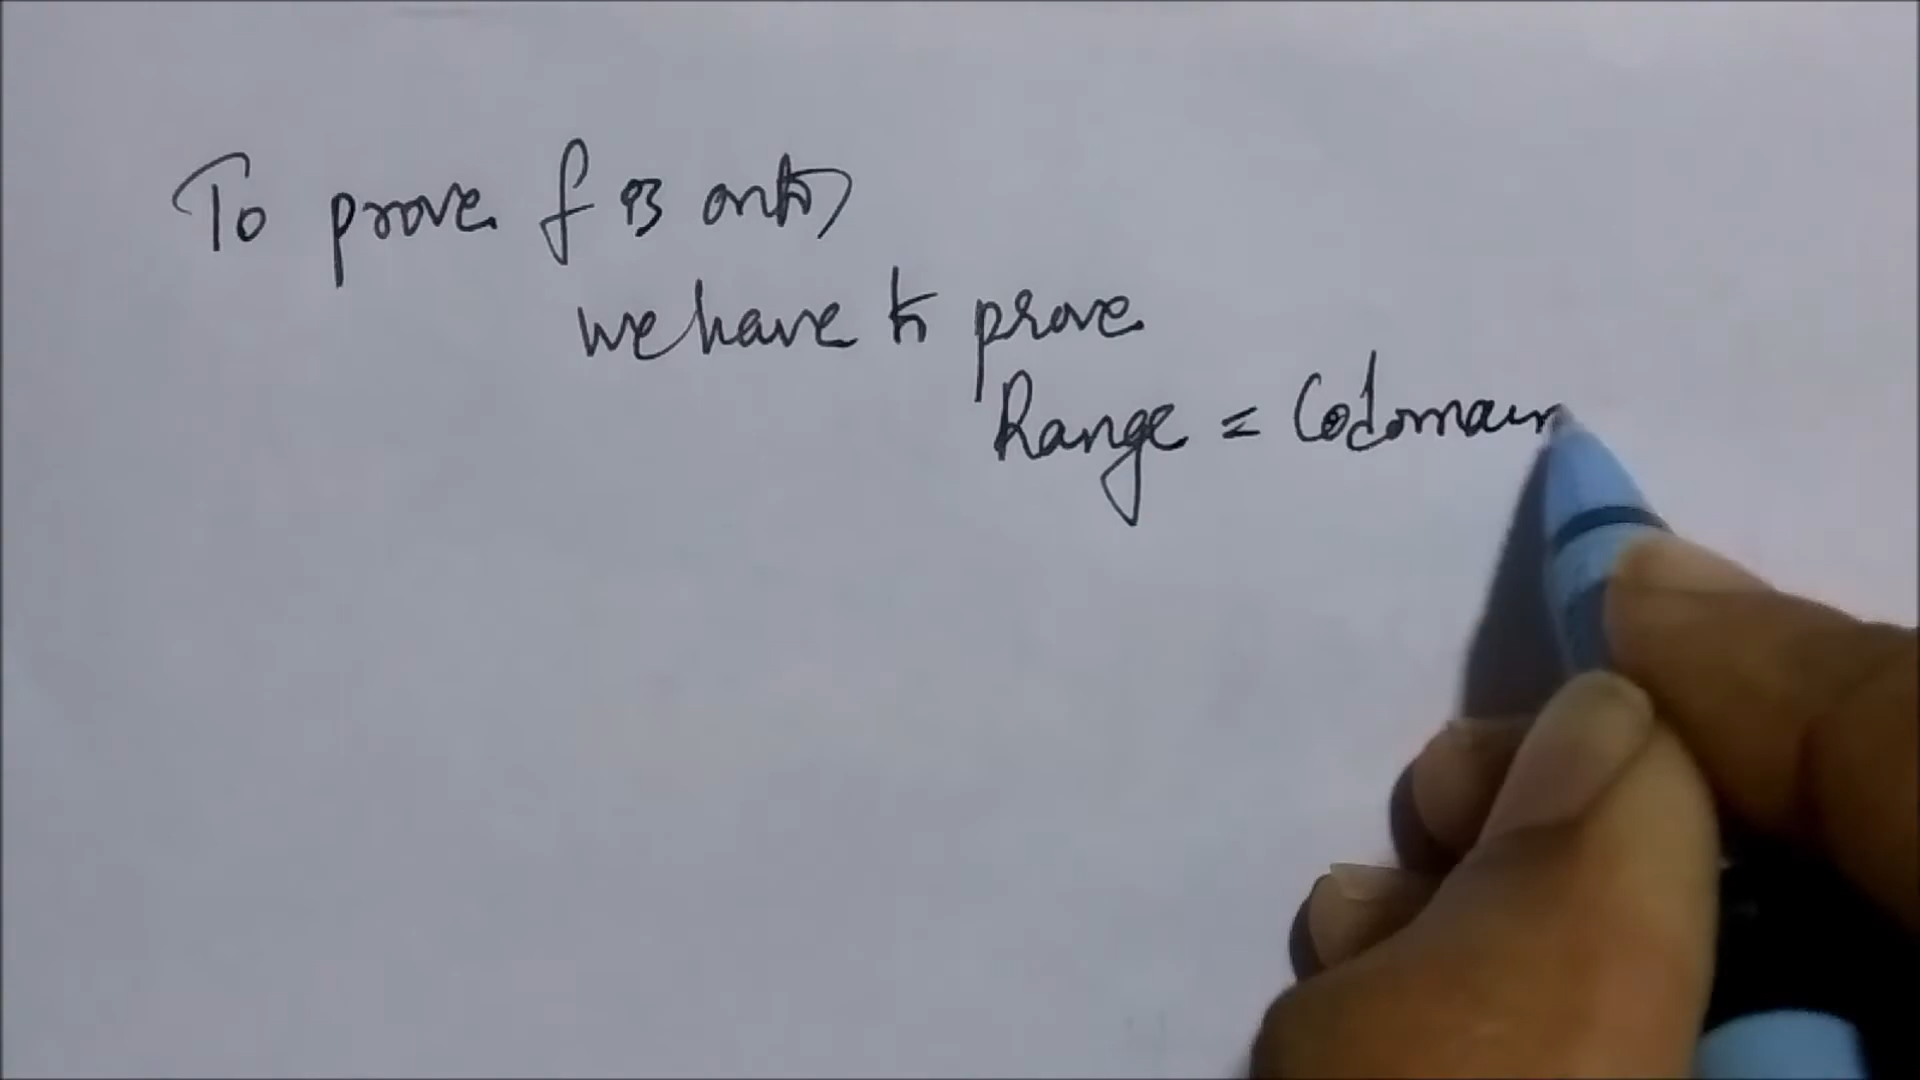 To prove f is onto,
we have to prove
Range = Codomain